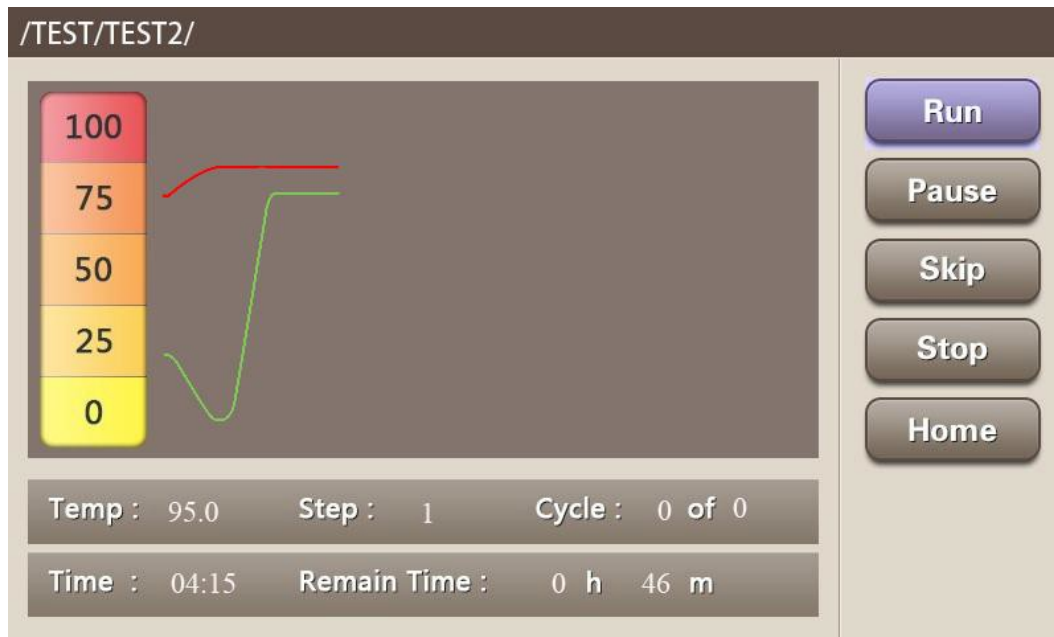 /TEST/TEST2/
100
75
50
25
0
Run
Pause
Skip
Stop
Home
Temp : 95.0 Step : 1 Cycle : 0 of 0
Time : 04:15 Remain Time : 0 h 46 m